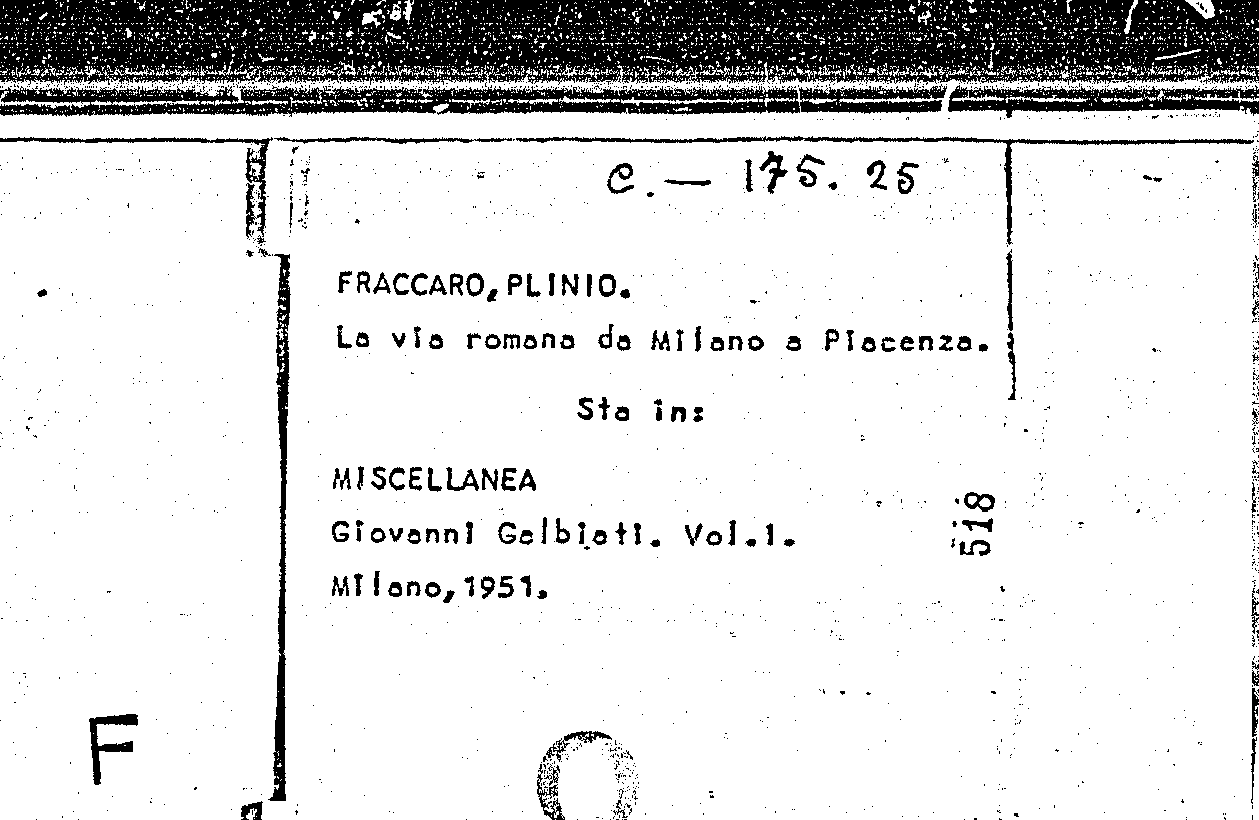 C. — 175. 25
FRACCARO, PLINIO.
La via romana da Milano a Piacenza.
Sta in:
MISCELLANEA
Giovanni Galbiati. Vol.1.
Milano, 1951.
518
F